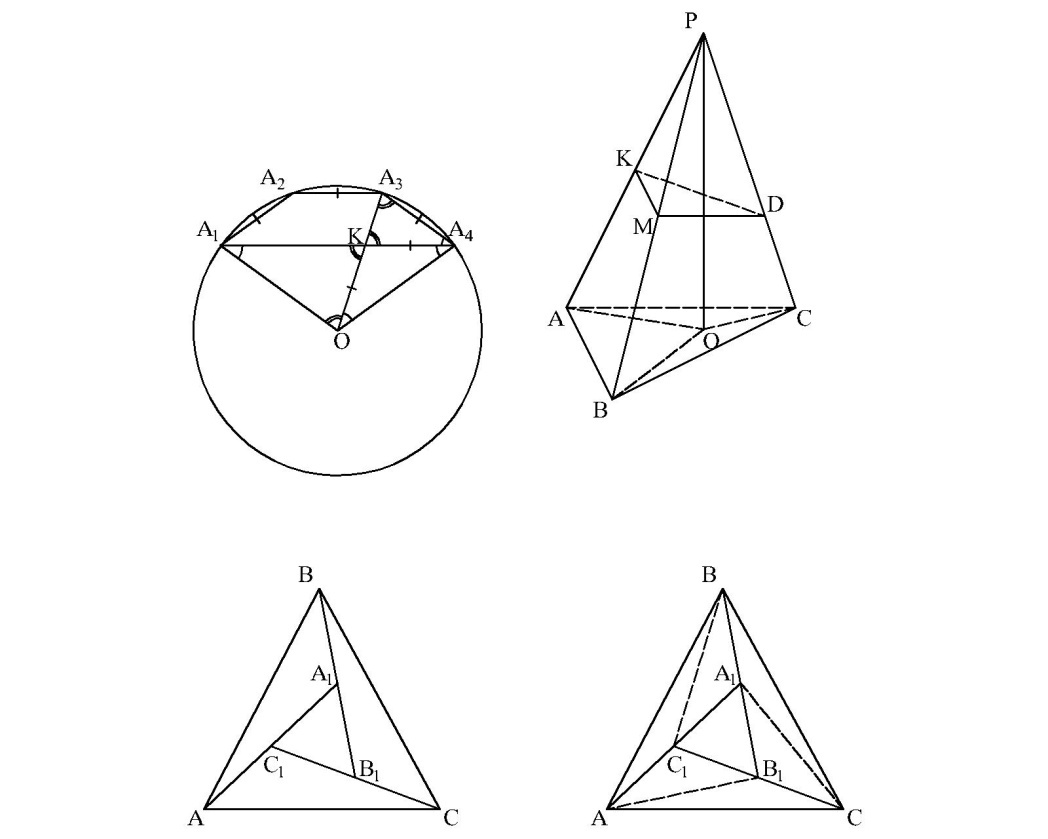 P
A₂ A₃
K D
A₁ K A₄ M
A O C
O
B
B B
A₁ A₁
C₁ B₁ C₁ B₁
A C A C